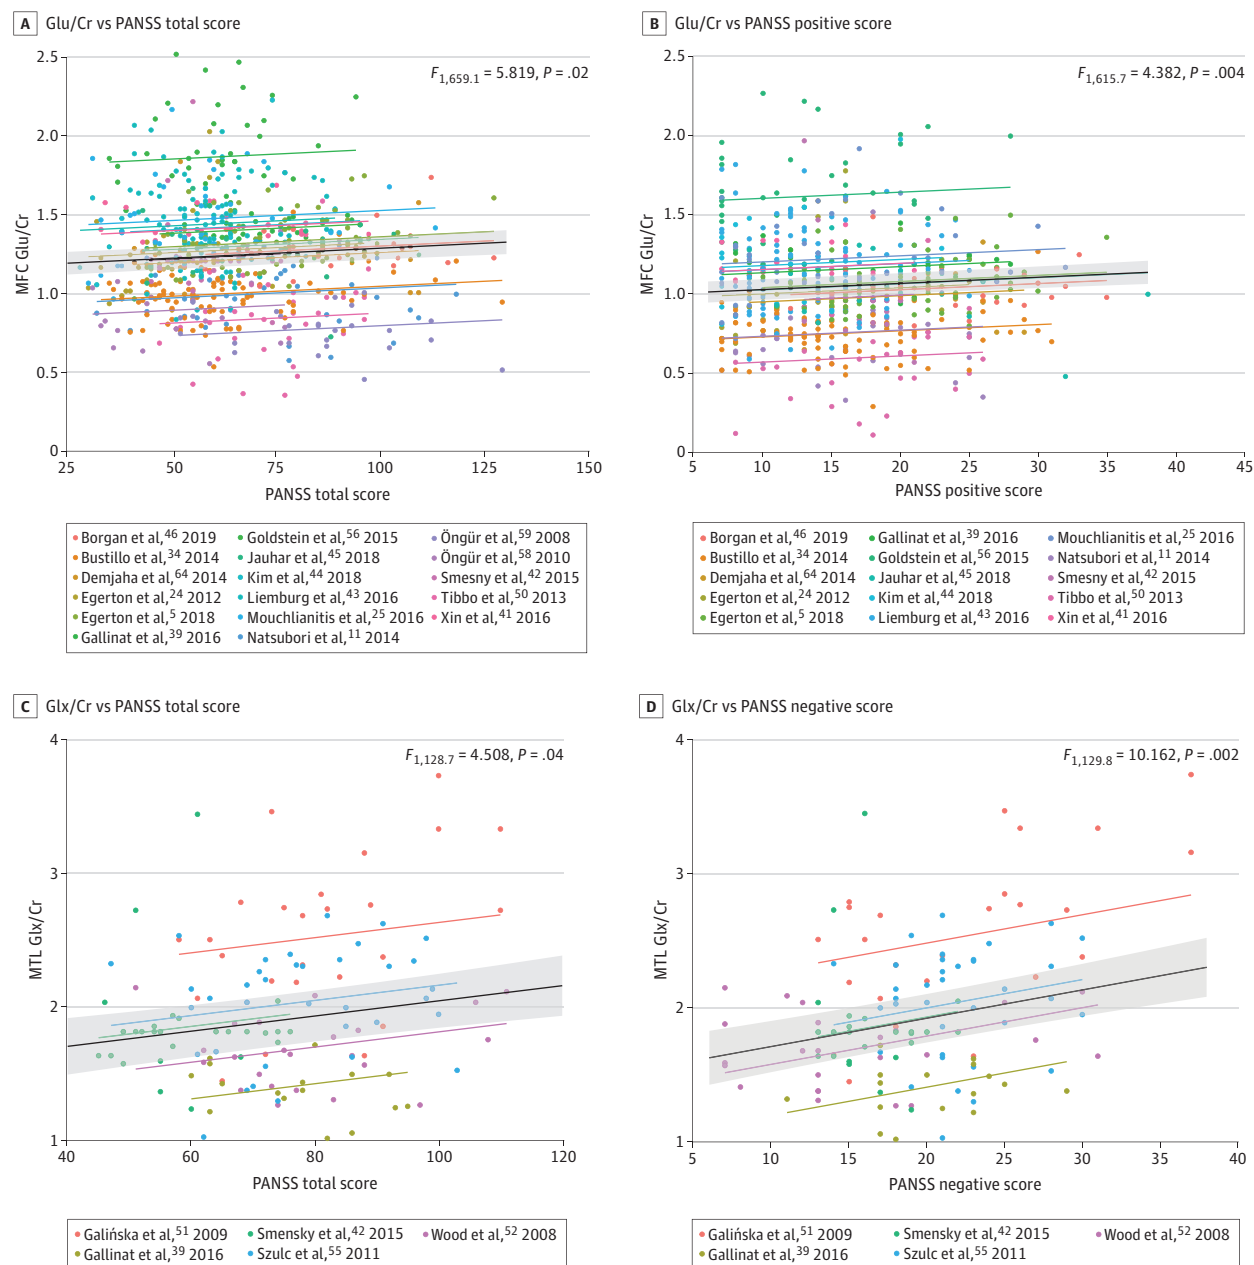 A Glu/Cr vs PANSS total score
2.5
2.0
1.5
1.0
0.5
0
MFC Glu/Cr
F1,659.1 = 5.819, P = .02
25 50 75 100 125 150
PANSS total score
Borgan et al,46 2019 Goldstein et al,56 2015 Öngür et al,59 2008
Bustillo et al,34 2014 Jauhar et al,45 2018 Öngür et al,58 2010
Demjaha et al,64 2014 Kim et al,44 2018 Smesny et al,42 2015
Egerton et al,24 2012 Liemburg et al,43 2016 Tibbo et al,50 2013
Egerton et al,5 2018 Mouchlianitis et al,25 2016 Xin et al,41 2016
Gallinat et al,39 2016 Natsubori et al,11 2014
B Glu/Cr vs PANSS positive score
2.5
2.0
1.5
1.0
0.5
0
MFC Glu/Cr
F1,615.7 = 4.382, P = .004
5 10 15 20 25 30 35 40 45
PANSS positive score
Borgan et al,46 2019 Gallinat et al,39 2016 Mouchlianitis et al,25 2016
Bustillo et al,34 2014 Goldstein et al,56 2015 Natsubori et al,11 2014
Demjaha et al,64 2014 Jauhar et al,45 2018 Smesny et al,42 2015
Egerton et al,24 2012 Kim et al,44 2018 Tibbo et al,50 2013
Egerton et al,5 2018 Liemburg et al,43 2016 Xin et al,41 2016
C Glx/Cr vs PANSS total score
4
3
2
1
MTL Glx/Cr
F1,128.7 = 4.508, P = .04
40 60 80 100 120
PANSS total score
Galińska et al,51 2009 Smensky et al,42 2015 Wood et al,52 2008
Gallinat et al,39 2016 Szulc et al,55 2011
D Glx/Cr vs PANSS negative score
4
3
2
1
MTL Glx/Cr
F1,129.8 = 10.162, P = .002
5 10 15 20 25 30 35 40
PANSS negative score
Galińska et al,51 2009 Smensky et al,42 2015 Wood et al,52 2008
Gallinat et al,39 2016 Szulc et al,55 2011